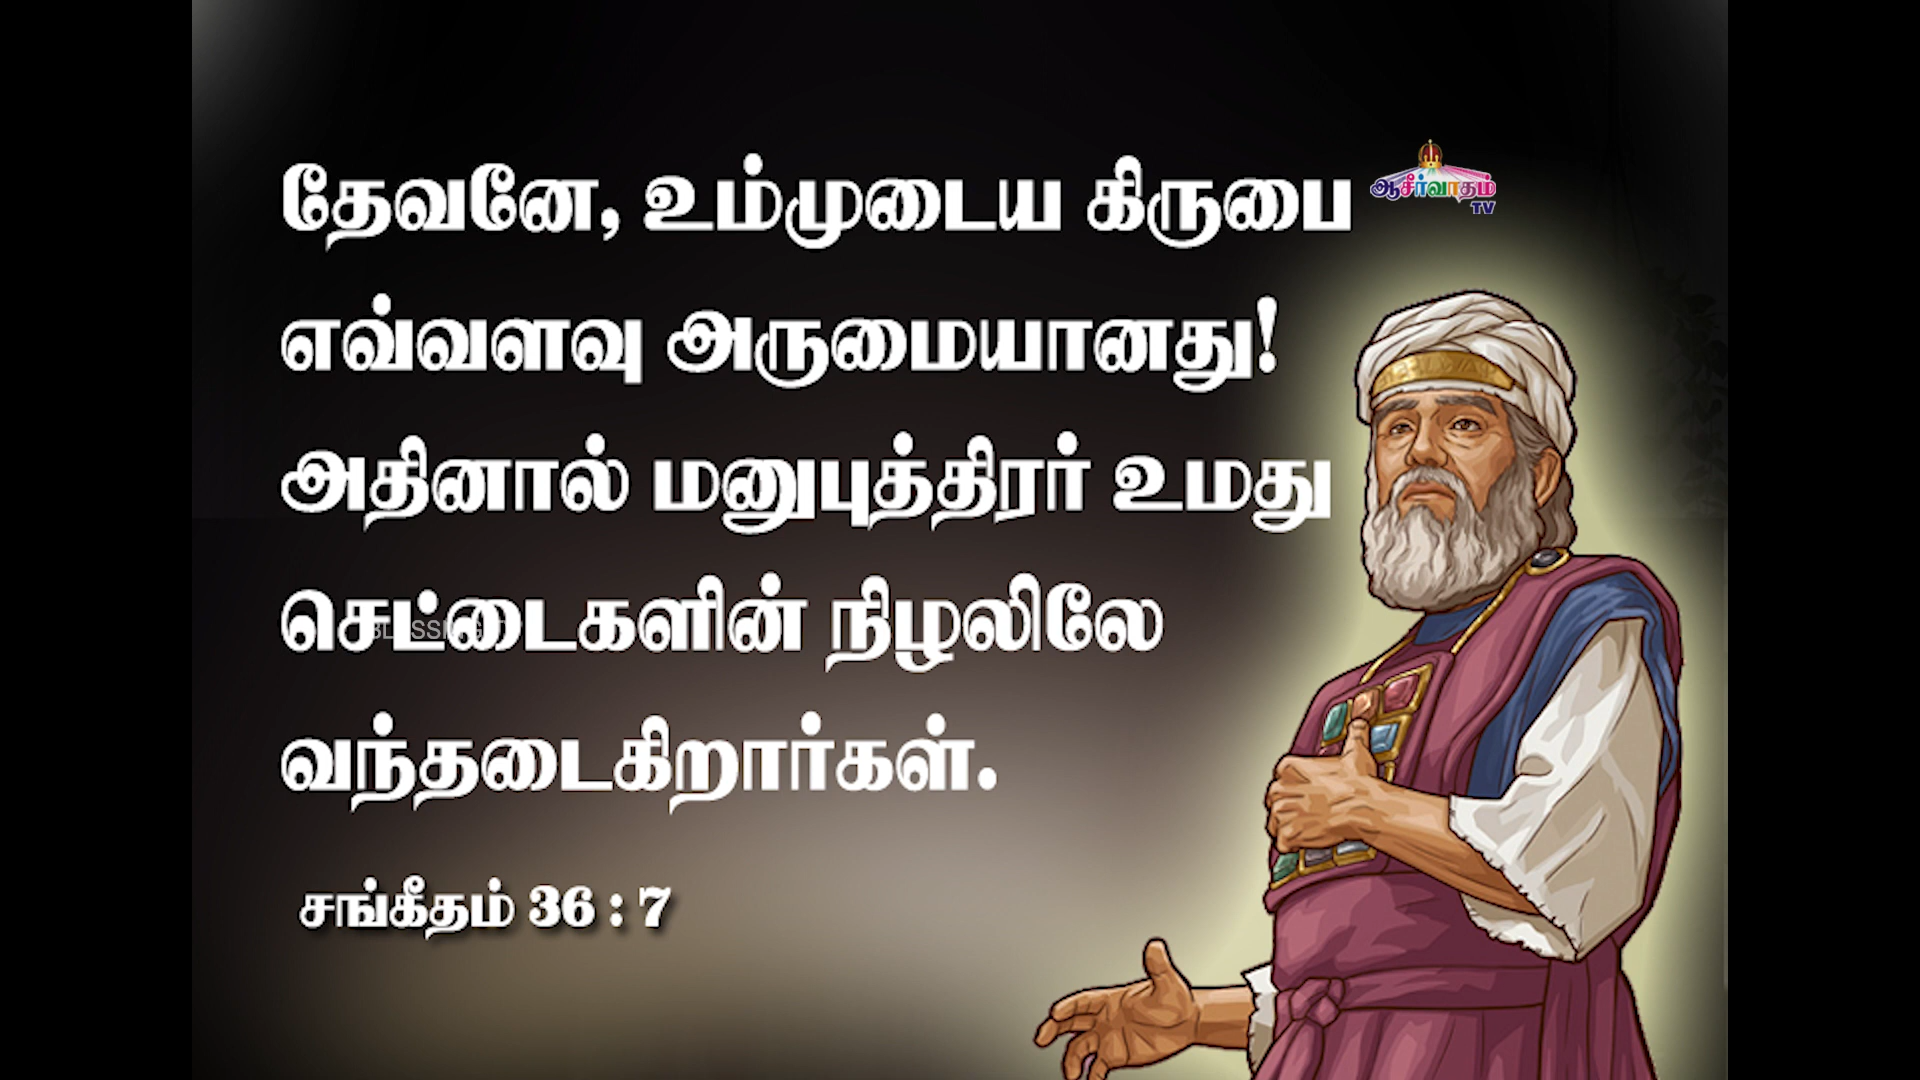 தேவனே, உம்முடைய கிருபை
ஆசீர்வாதம்
TV
எவ்வளவு அருமையானது!
அதினால் மனுபுத்திரர் உமது
செட்டைகளின் நிழலிலே
வந்தடைகிறார்கள்.
சங்கீதம் 36 : 7